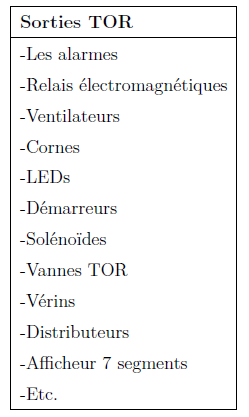 Sorties TOR
-Les alarmes
-Relais électromagnétiques
-Ventilateurs
-Cornes
-LEDs
-Démarreurs
-Solénoïdes
-Vannes TOR
-Vérins
-Distributeurs
-Afficheur 7 segments
-Etc.